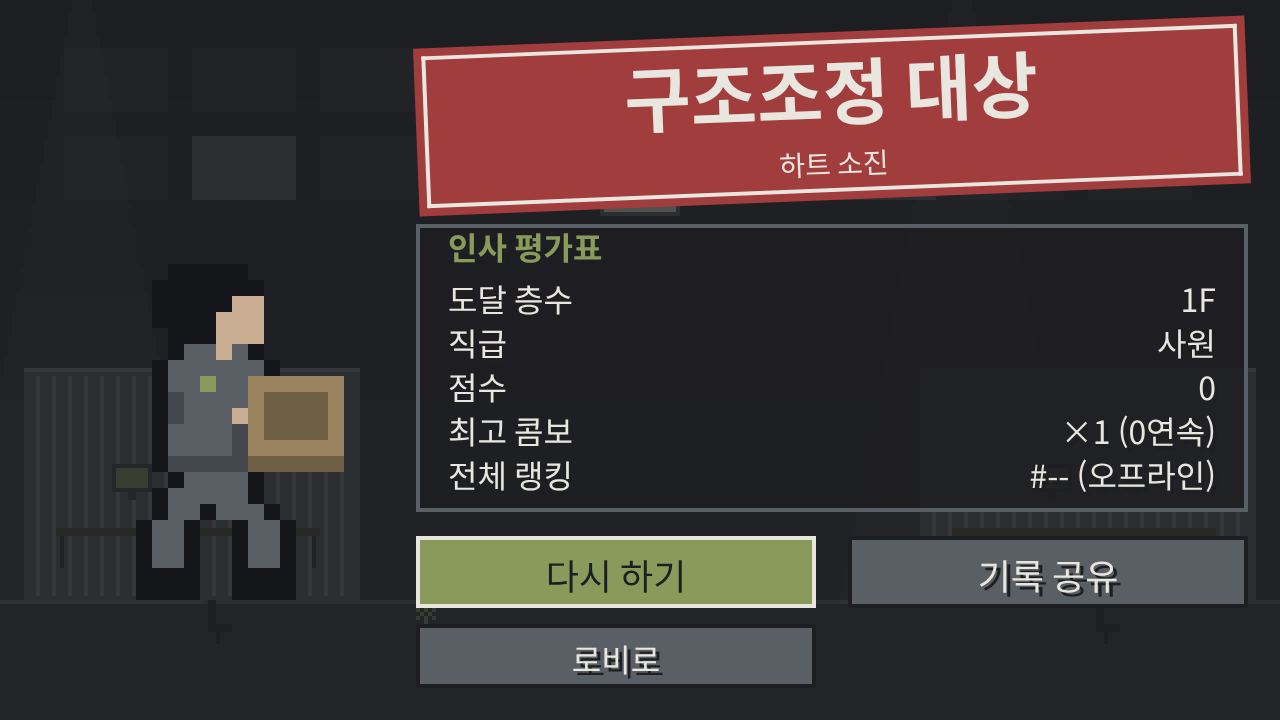 구조조정 대상
하트 소진
인사 평가표
도달 층수 1F
직급 사원
점수 0
최고 콤보 ×1 (0연속)
전체 랭킹 #-- (오프라인)
다시 하기 기록 공유
로비로